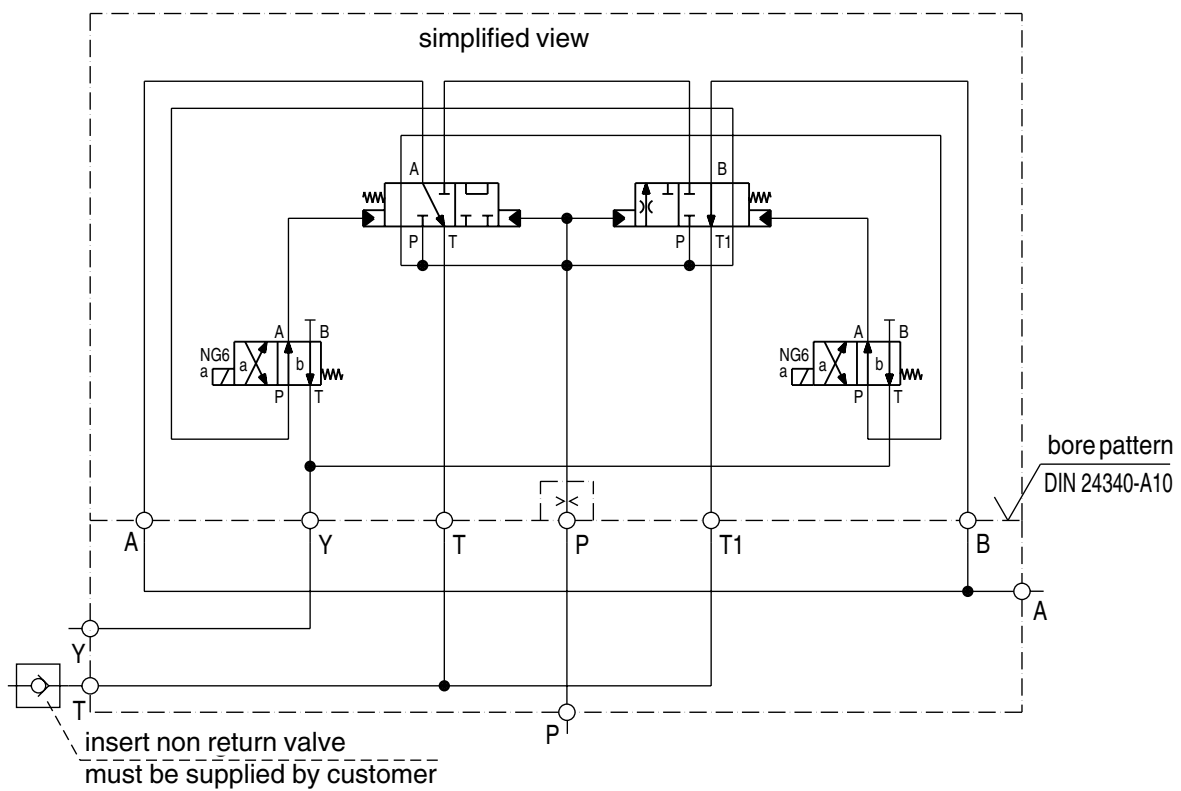 simplified view
A
B
P
T
P
T1
A
B
NG6
a
a
b
P
T
A
B
NG6
a
a
b
P
T
bore pattern
DIN 24340-A10
A
Y
T
P
T1
B
A
Y
T
P
insert non return valve
must be supplied by customer